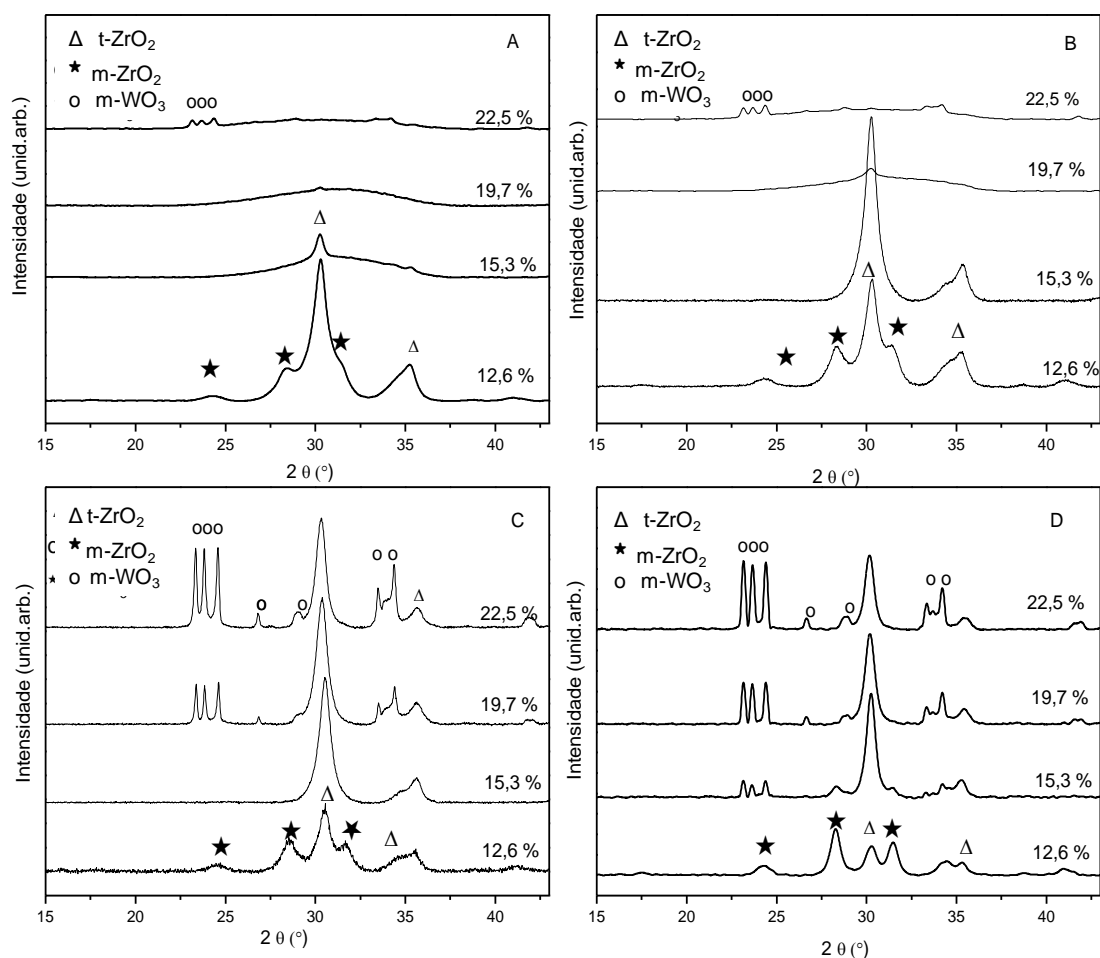 Δ t-ZrO2
★ m-ZrO2
o m-WO3
A
ooo
22,5 %
19,7 %
Δ
15,3 %
★ ★ ★ Δ
12,6 %
Intensidade (unid.arb.)
15 20 25 30 35 40
2 θ (°)
Δ t-ZrO2
★ m-ZrO2
o m-WO3
B
ooo
22,5 %
19,7 %
15,3 %
Δ
★ ★ ★ Δ
12,6 %
Intensidade (unid.arb.)
15 20 25 30 35 40
2 θ (°)
Δ t-ZrO2
★ m-ZrO2
o m-WO3
C
ooo o o o o Δ
22,5 %
19,7 %
15,3 %
Δ
★ ★ ★ Δ
12,6 %
Intensidade (unid.arb.)
15 20 25 30 35 40
2 θ (°)
Δ t-ZrO2
★ m-ZrO2
o m-WO3
D
ooo o o o o
22,5 %
19,7 %
15,3 %
★ ★ Δ ★ Δ
12,6 %
Intensidade (unid.arb.)
15 20 25 30 35 40
2 θ (°)